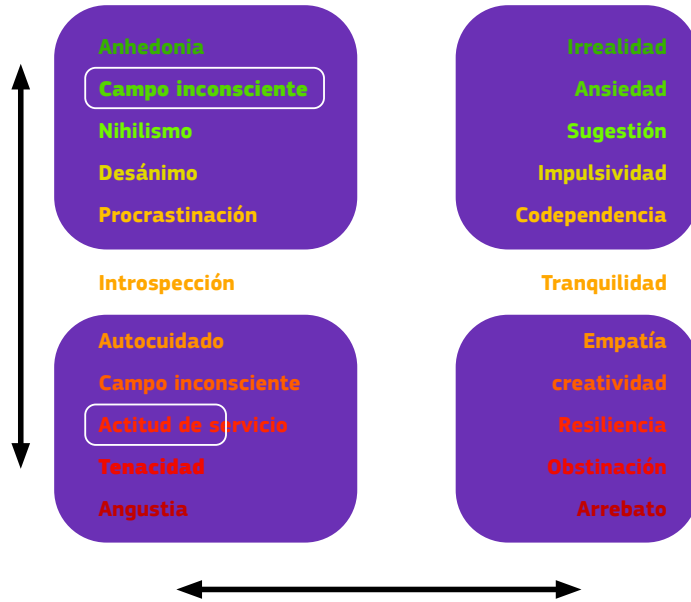 Anhedonia
Campo inconsciente
Nihilismo
Desánimo
Procrastinación
Introspección
Autocuidado
Campo inconsciente
Actitud de servicio
Tenacidad
Angustia
Irrealidad
Ansiedad
Sugestión
Impulsividad
Codependencia
Tranquilidad
Empatía
creatividad
Resiliencia
Obstinación
Arrebato